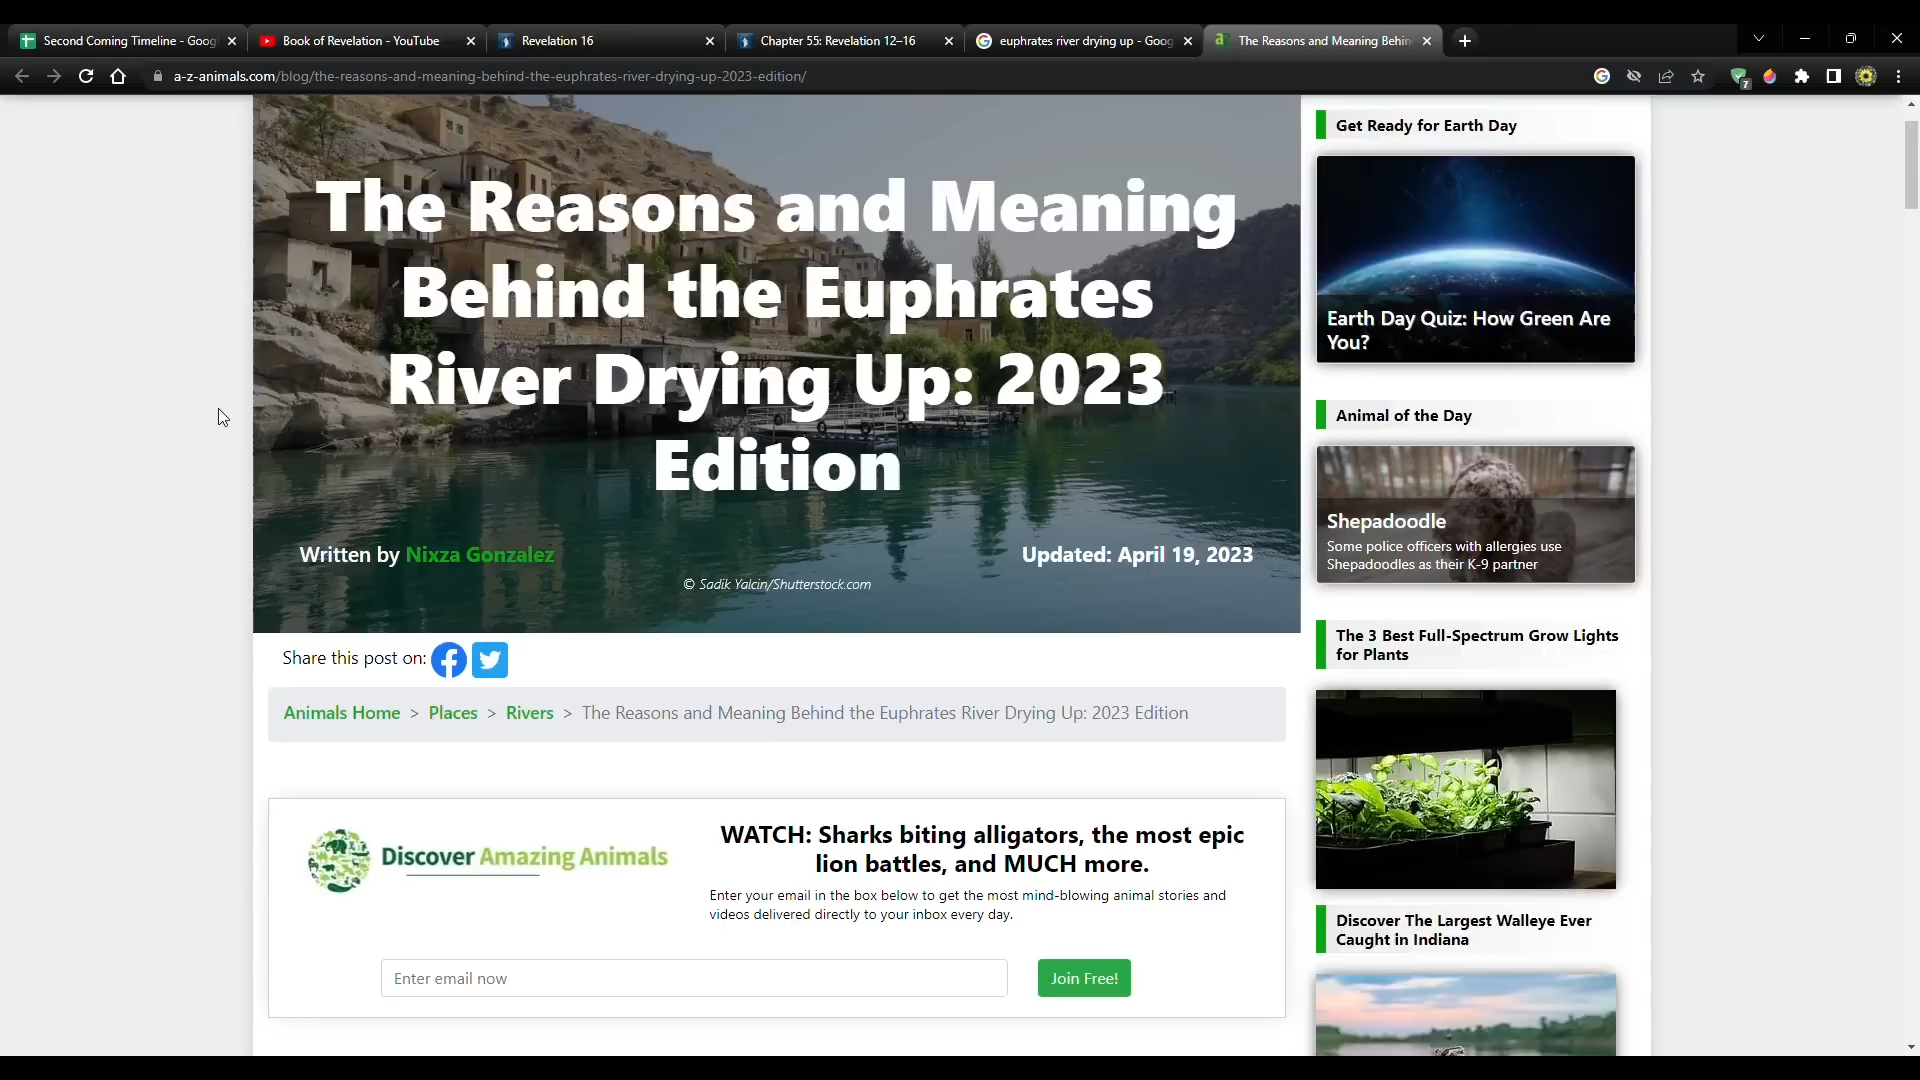 Second Coming Timeline - Goog
Book of Revelation - YouTube
Revelation 16
Chapter 55: Revelation 12–16
euphrates river drying up - Goog
The Reasons and Meaning Behin
a-z-animals.com/blog/the-reasons-and-meaning-behind-the-euphrates-river-drying-up-2023-edition/
7
The Reasons and Meaning
Behind the Euphrates
River Drying Up: 2023
Edition
Written by Nixza Gonzalez
Updated: April 19, 2023
© Sadik Yalcin/Shutterstock.com
Share this post on:
Animals Home > Places > Rivers > The Reasons and Meaning Behind the Euphrates River Drying Up: 2023 Edition
Discover Amazing Animals
WATCH: Sharks biting alligators, the most epic
lion battles, and MUCH more.
Enter your email in the box below to get the most mind-blowing animal stories and
videos delivered directly to your inbox every day.
Enter email now
Join Free!
Get Ready for Earth Day
Earth Day Quiz: How Green Are
You?
Animal of the Day
Shepadoodle
Some police officers with allergies use
Shepadoodles as their K-9 partner
The 3 Best Full-Spectrum Grow Lights
for Plants
Discover The Largest Walleye Ever
Caught in Indiana